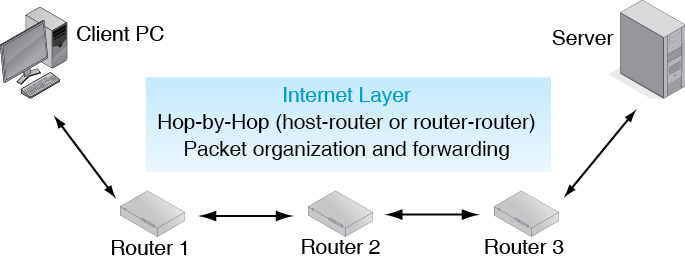 Client PC
Server
Internet Layer
Hop-by-Hop (host-router or router-router)
Packet organization and forwarding
Router 1
Router 2
Router 3